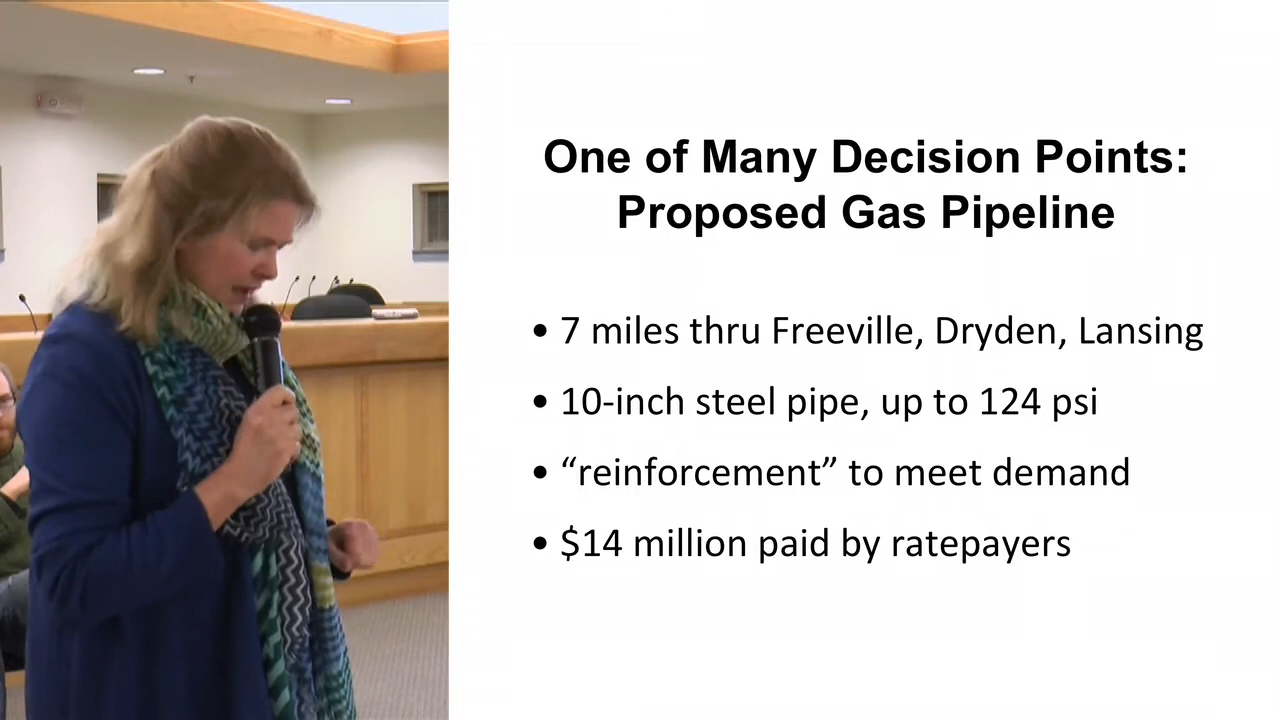 One of Many Decision Points:
Proposed Gas Pipeline
• 7 miles thru Freeville, Dryden, Lansing
• 10-inch steel pipe, up to 124 psi
• “reinforcement” to meet demand
• $14 million paid by ratepayers